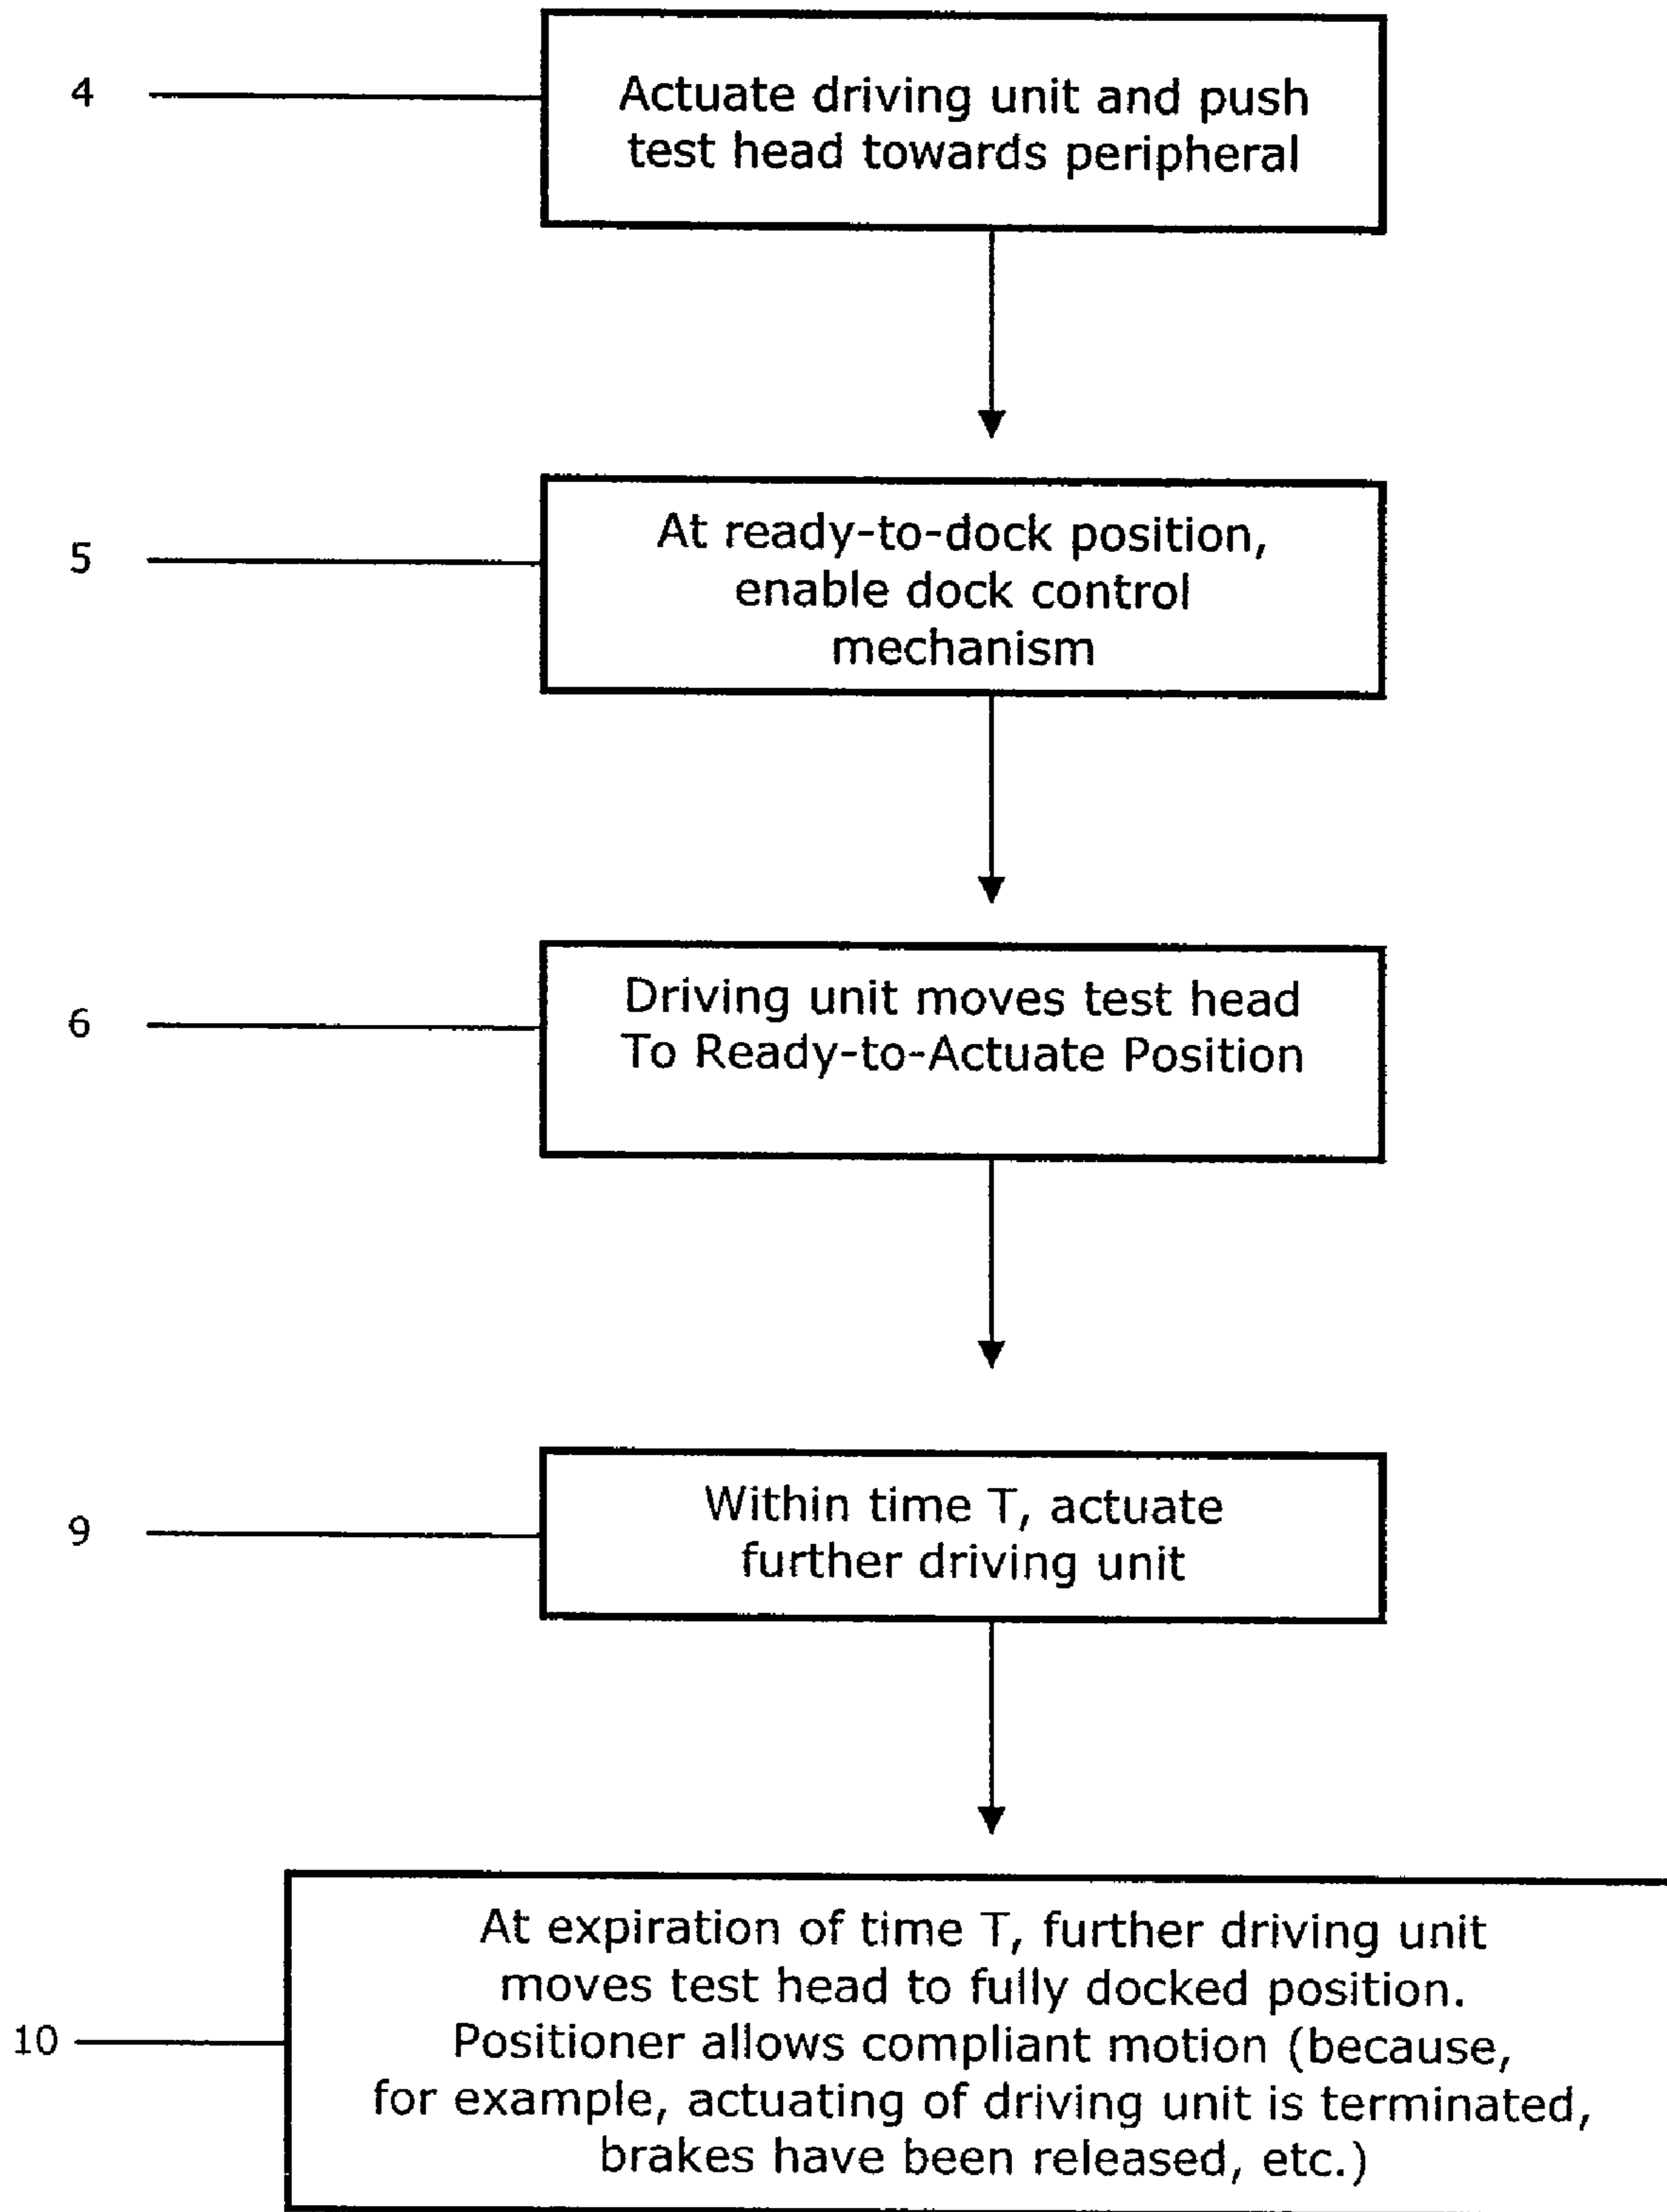 4
Actuate driving unit and push
test head towards peripheral
5
At ready-to-dock position,
enable dock control
mechanism
6
Driving unit moves test head
To Ready-to-Actuate Position
9
Within time T, actuate
further driving unit
10
At expiration of time T, further driving unit
moves test head to fully docked position.
Positioner allows compliant motion (because,
for example, actuating of driving unit is terminated,
brakes have been released, etc.)